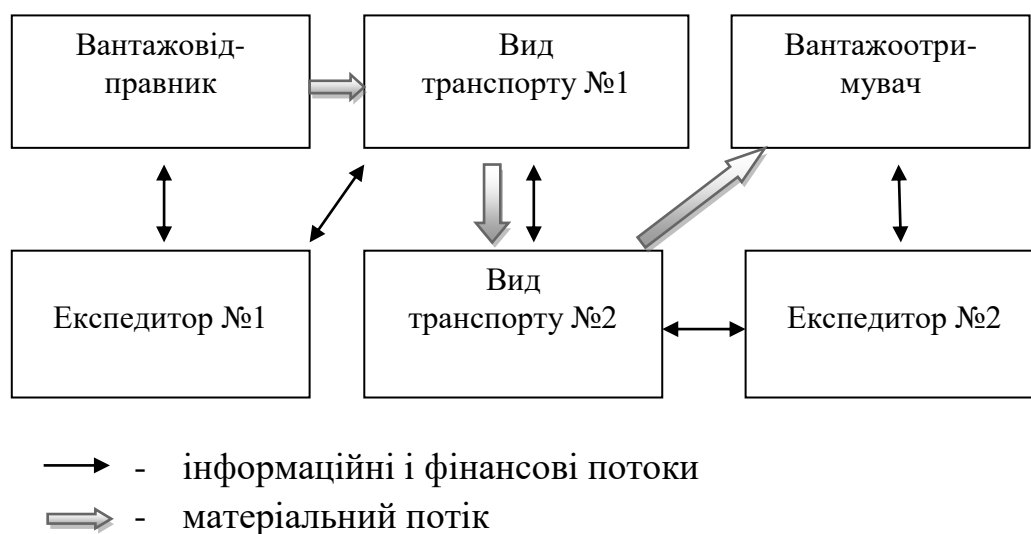 Вантажовід-
правник
Вид
транспорту №1
Вантажоотри-
мувач
Експедитор №1
Вид
транспорту №2
Експедитор №2
- інформаційні і фінансові потоки
- матеріальний потік